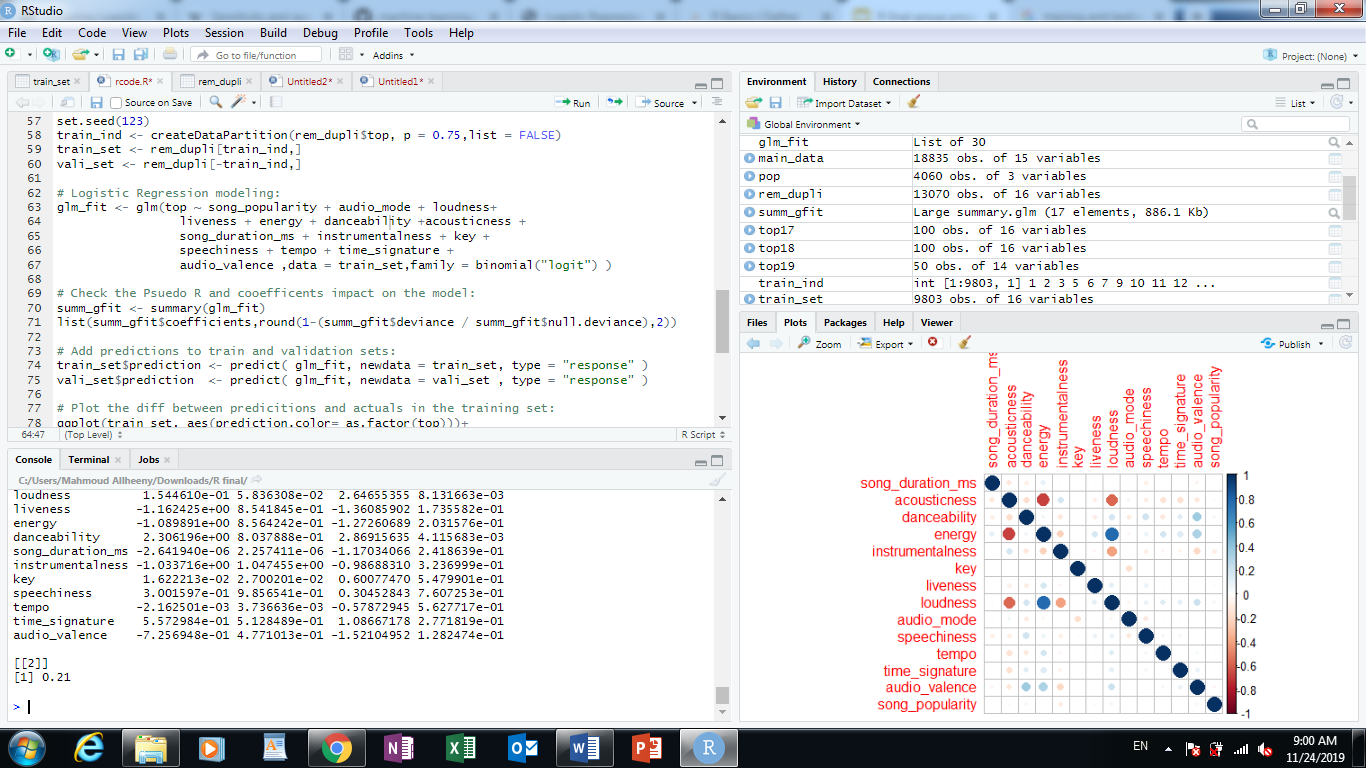 RStudio
File Edit Code View Plots Session Build Debug Profile Tools Help
Go to file/function Addins Project: (None)
train_set rcode.R* rem_dupli Untitled2* Untitled1*
Source on Save Run Source
57 set.seed(123)
58 train_ind <- createDataPartition(rem_dupli$top, p = 0.75,list = FALSE)
59 train_set <- rem_dupli[train_ind,]
60 vali_set <- rem_dupli[-train_ind,]
61
62 # Logistic Regression modeling:
63 glm_fit <- glm(top ~ song_popularity + audio_mode + loudness+
64 liveness + energy + danceability +acousticness +
65 song_duration_ms + instrumentalness + key +
66 speechiness + tempo + time_signature +
67 audio_valence ,data = train_set,family = binomial("logit") )
68
69 # Check the Psuedo R and cooefficents impact on the model:
70 summ_gfit <- summary(glm_fit)
71 list(summ_gfit$coefficients,round(1-(summ_gfit$deviance / summ_gfit$null.deviance),2))
72
73 # Add predictions to train and validation sets:
74 train_set$prediction <- predict( glm_fit, newdata = train_set, type = "response" )
75 vali_set$prediction  <- predict( glm_fit, newdata = vali_set , type = "response" )
76
77 # Plot the diff between predicitions and actuals in the training set:
78 ggplot(train_set, aes(prediction,color= as.factor(top)))+
64:47 (Top Level) R Script
Console Terminal Jobs
C:/Users/Mahmoud Allheeny/Downloads/R final/
loudness 1.544610e-01 5.836308e-02 2.64655355 8.131663e-03
liveness -1.162425e+00 8.541845e-01 -1.36085902 1.735582e-01
energy -1.089891e+00 8.564242e-01 -1.27260689 2.031576e-01
danceability 2.306196e+00 8.037888e-01 2.86915635 4.115683e-03
song_duration_ms -2.641940e-06 2.257411e-06 -1.17034066 2.418639e-01
instrumentalness -1.033716e+00 1.047455e+00 -0.98688310 3.236999e-01
key 1.622213e-02 2.700201e-02 0.60077470 5.479901e-01
speechiness 3.001597e-01 9.856541e-01 0.30452843 7.607253e-01
tempo -2.162501e-03 3.736636e-03 -0.57872945 5.627717e-01
time_signature 5.572984e-01 5.128489e-01 1.08667178 2.771819e-01
audio_valence -7.256948e-01 4.771013e-01 -1.52104952 1.282474e-01
[[2]]
[1] 0.21
>
Environment History Connections
Import Dataset List
Global Environment
glm_fit List of 30
main_data 18835 obs. of 15 variables
pop 4060 obs. of 3 variables
rem_dupli 13070 obs. of 16 variables
summ_gfit Large summary.glm (17 elements, 886.1 Kb)
top17 100 obs. of 16 variables
top18 100 obs. of 16 variables
top19 50 obs. of 14 variables
train_ind int [1:9803, 1] 1 2 3 5 6 7 9 10 11 12 ...
train_set 9803 obs. of 16 variables
Files Plots Packages Help Viewer
Zoom Export Publish
song_duration_ms
acousticness
danceability
energy
instrumentalness
key
liveness
loudness
audio_mode
speechiness
tempo
time_signature
audio_valence
song_popularity
song_duration_ms
acousticness
danceability
energy
instrumentalness
key
liveness
loudness
audio_mode
speechiness
tempo
time_signature
audio_valence
song_popularity
1
0.8
0.6
0.4
0.2
0
-0.2
-0.4
-0.6
-0.8
-1
EN
9:00 AM
11/24/2019